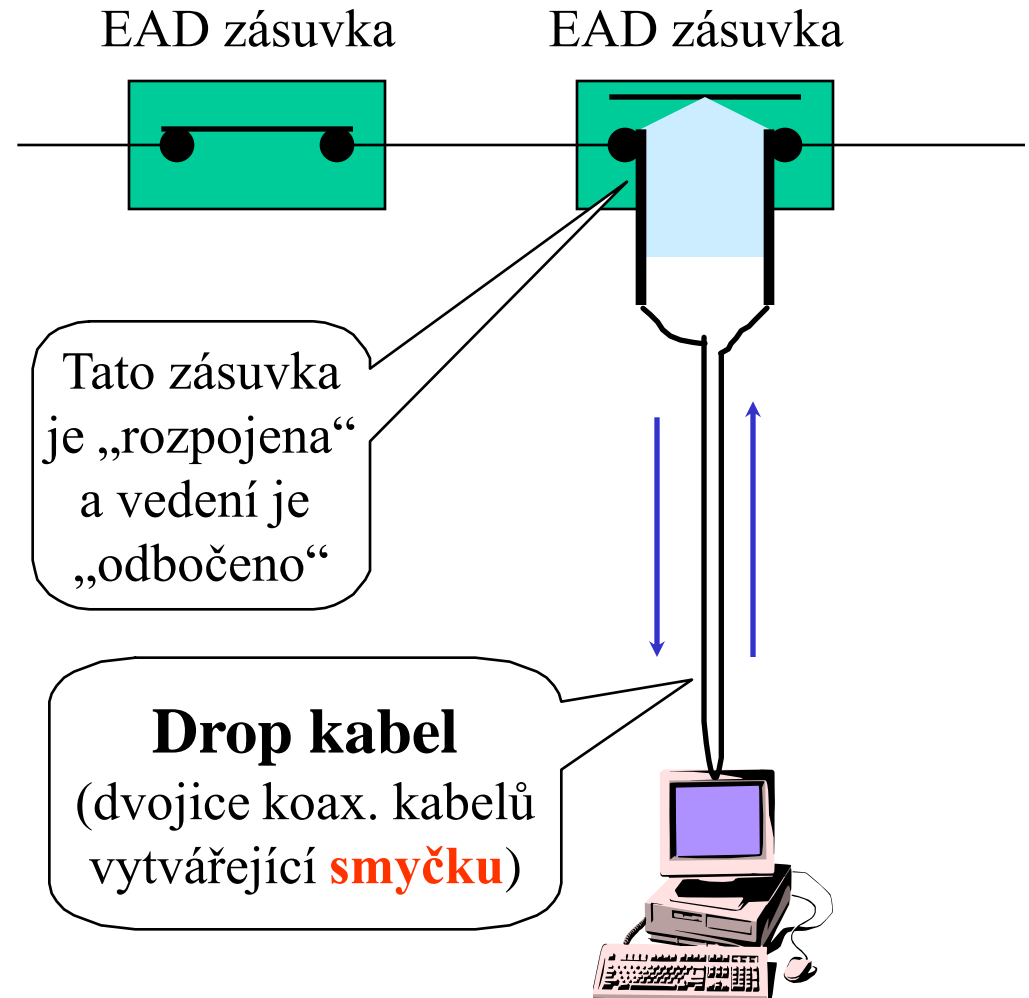 EAD zásuvka
EAD zásuvka
Tato zásuvka
je „rozpojena“
a vedení je
„odbočeno“
Drop kabel
(dvojice koax. kabelů
vytvářející smyčku)